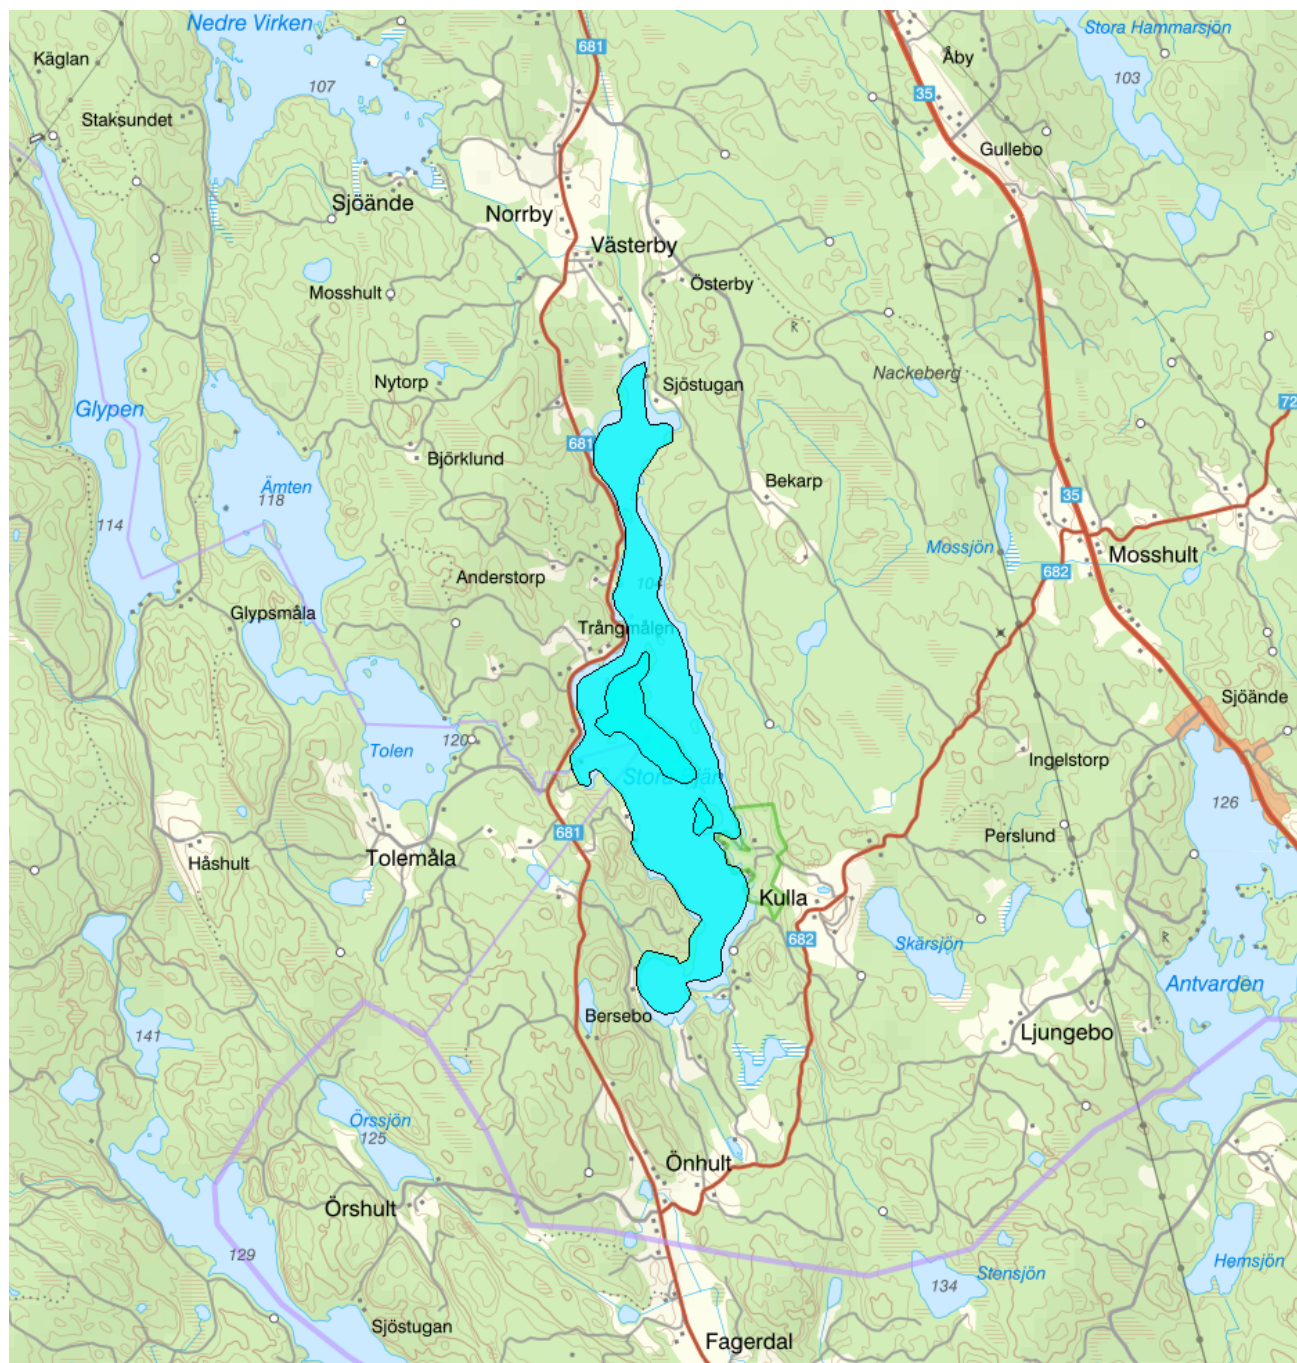 Nedre Virken
681
Stora Hammarsjön
Käglan
Åby
107
103
35
Staksundet
Gullebo
Sjöände
Norrby
Västerby
Österby
Mosshult
R
Nackeberg
Nytorp
Sjöstugan
72
Glypen
681
Björklund
Bekarp
Ämten
118
35
114
Mossjön
Mosshult
Anderstorp
104
682
Glypsmåla
Trångmålen
Sjöände
120
Tolen
Ingelstorp
Stora
126
681
Perslund
Tolemåla
Håshult
Kulla
682
Skärsjön
R
Antvarden
Bersebo
Ljungebo
141
Örssjön
125
Önhult
Örshult
129
Hemsjön
Stensjön
134
Sjöstugan
Fagerdal